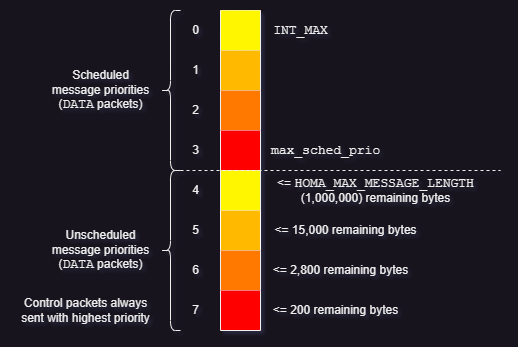 0 INT_MAX
Scheduled
message priorities
(DATA packets)
1
2
3 max_sched_prio
4 <= HOMA_MAX_MESSAGE_LENGTH
(1,000,000) remaining bytes
Unscheduled
message priorities
(DATA packets)
5 <= 15,000 remaining bytes
6 <= 2,800 remaining bytes
Control packets always
sent with highest priority
7 <= 200 remaining bytes